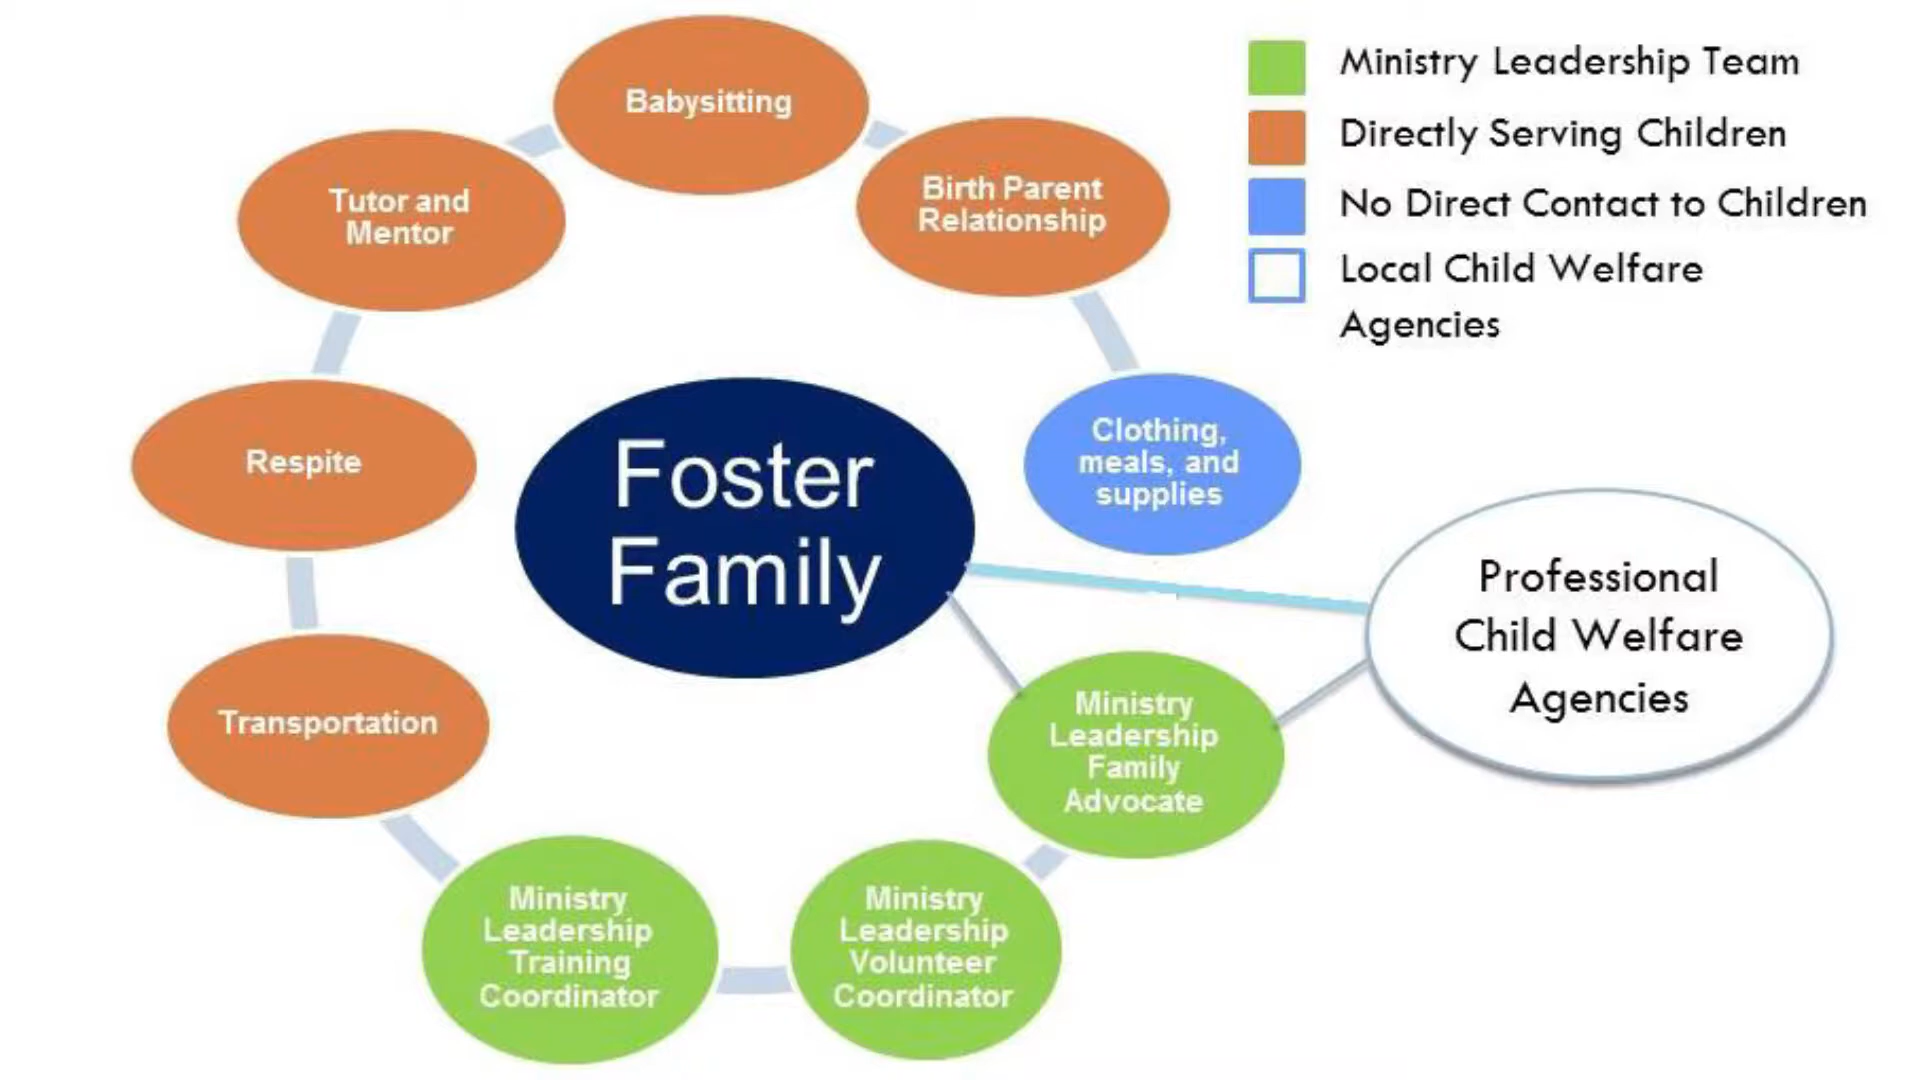 Babysitting
Birth Parent
Relationship
Tutor and
Mentor
Respite
Transportation
Foster
Family
Clothing,
meals, and
supplies
Ministry
Leadership
Family
Advocate
Ministry
Leadership
Training
Coordinator
Ministry
Leadership
Volunteer
Coordinator
Professional
Child Welfare
Agencies
Ministry Leadership Team
Directly Serving Children
No Direct Contact to Children
Local Child Welfare
Agencies